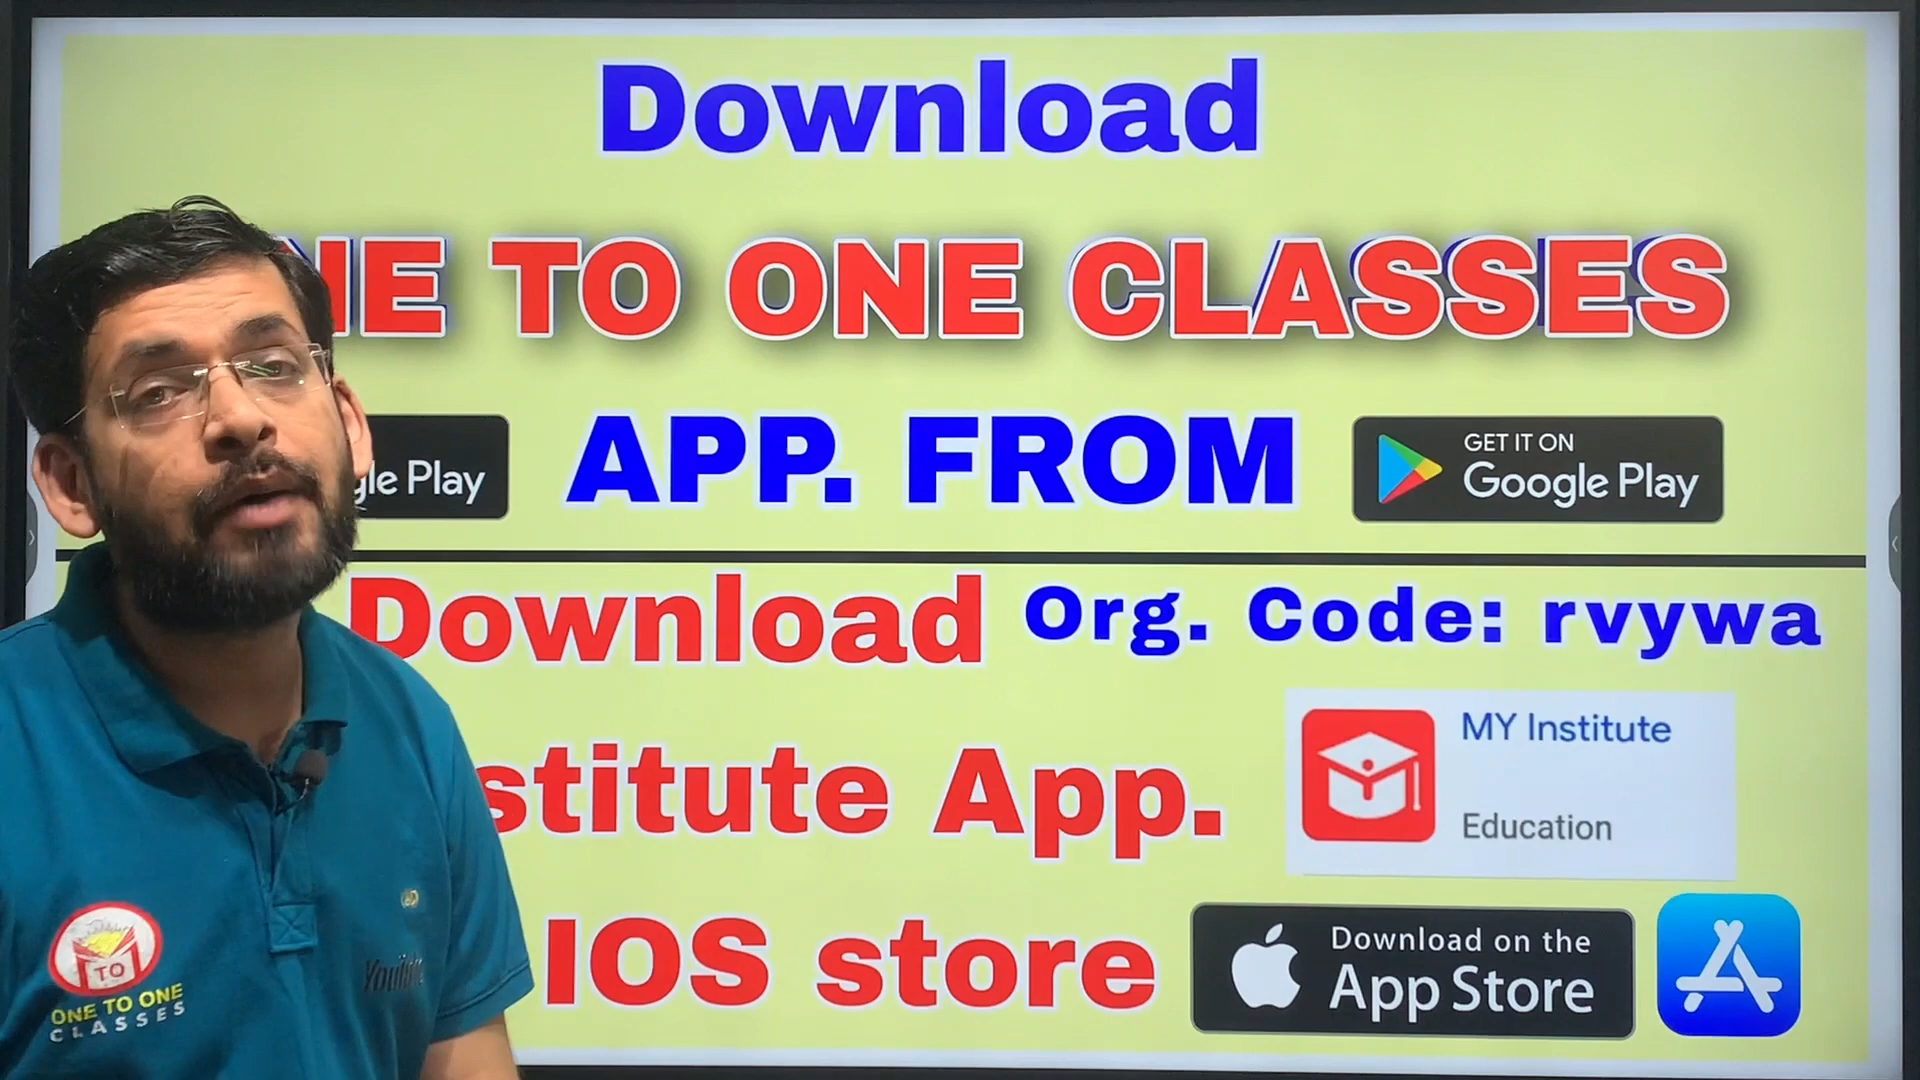 Download
NE TO ONE CLASSES
gle Play
APP. FROM
GET IT ON
Google Play
Download
Org. Code: rvywa
stitute App.
MY Institute
Education
IOS store
Download on the
App Store
TO
ONE TO ONE
CLASSES